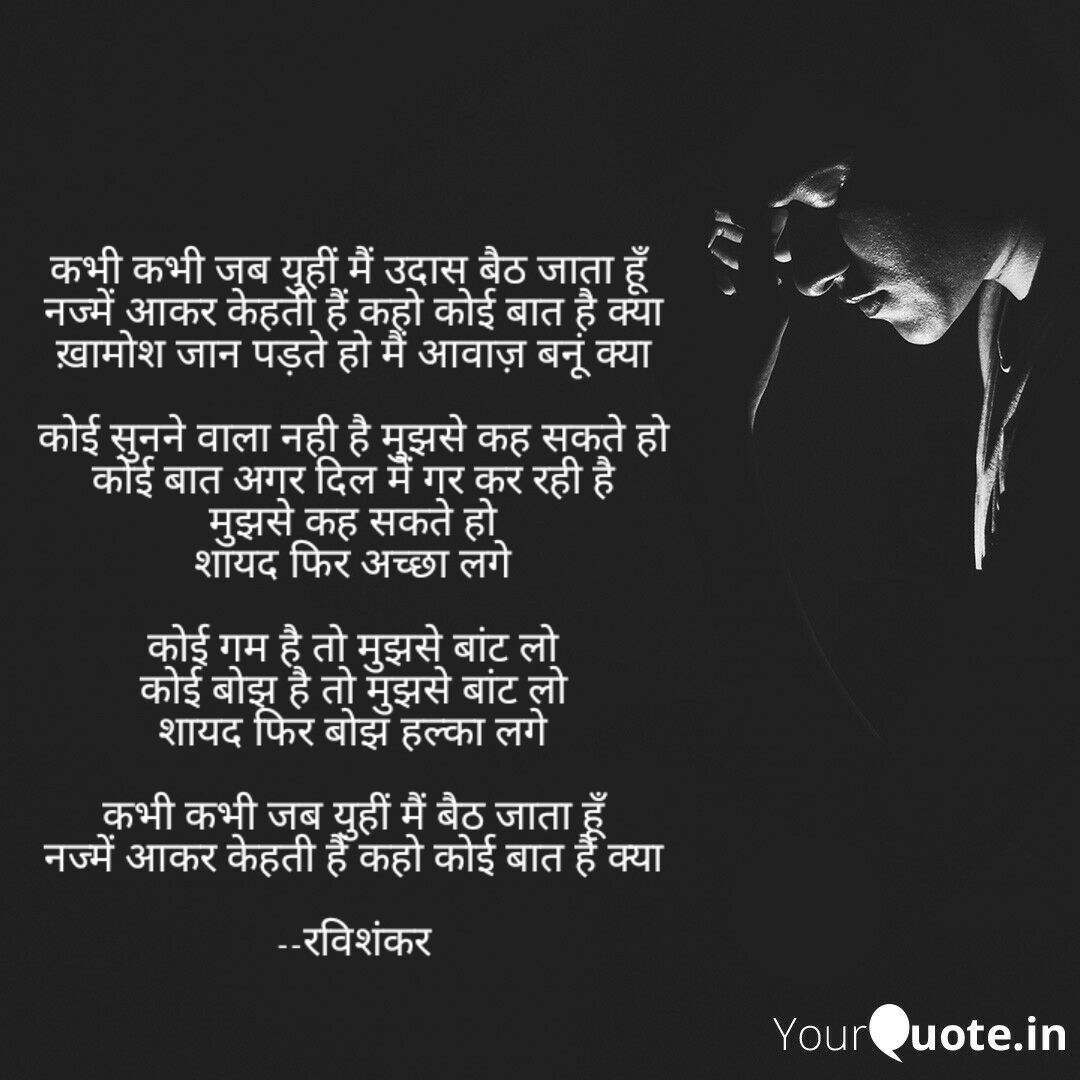 कभी कभी जब युहीं मैं उदास बैठ जाता हूँ
नज्में आकर केहती हैं कहो कोई बात है क्या
ख़ामोश जान पड़ते हो मैं आवाज़ बनूं क्या
कोई सुनने वाला नही है मुझसे कह सकते हो
कोई बात अगर दिल में गर कर रही है
मुझसे कह सकते हो
शायद फिर अच्छा लगे
कोई गम है तो मुझसे बांट लो
कोई बोझ है तो मुझसे बांट लो
शायद फिर बोझ हल्का लगे
कभी कभी जब युहीं मैं बैठ जाता हूँ
नज्में आकर केहती हैं कहो कोई बात है क्या
--रविशंकर
YourQuote.in